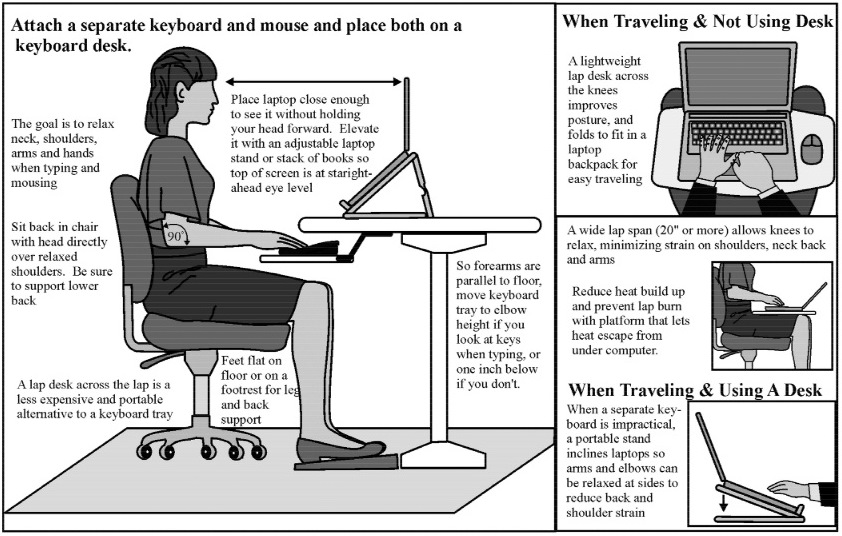 Attach a separate keyboard and mouse and place both on a
keyboard desk.
Place laptop close enough
to see it without holding
your head forward. Elevate
it with an adjustable laptop
stand or stack of books so
top of screen is at staright-
ahead eye level
The goal is to relax
neck, shoulders,
arms and hands
when typing and
mousing
90°
Sit back in chair
with head directly
over relaxed
shoulders. Be sure
to support lower
back
So forearms are
parallel to floor,
move keyboard
tray to elbow
height if you
look at keys
when typing, or
one inch below
if you don't.
Feet flat on
floor or on a
footrest for leg
and back
support
A lap desk across the lap is a
less expensive and portable
alternative to a keyboard tray
When Traveling & Not Using Desk
A lightweight
lap desk across
the knees
improves
posture, and
folds to fit in a
laptop
backpack for
easy traveling
A wide lap span (20" or more) allows knees to
relax, minimizing strain on shoulders, neck back
and arms
Reduce heat build up
and prevent lap burn
with platform that lets
heat escape from
under computer.
When Traveling & Using A Desk
When a separate key-
board is impractical,
a portable stand
inclines laptops so
arms and elbows can
be relaxed at sides to
reduce back and
shoulder strain